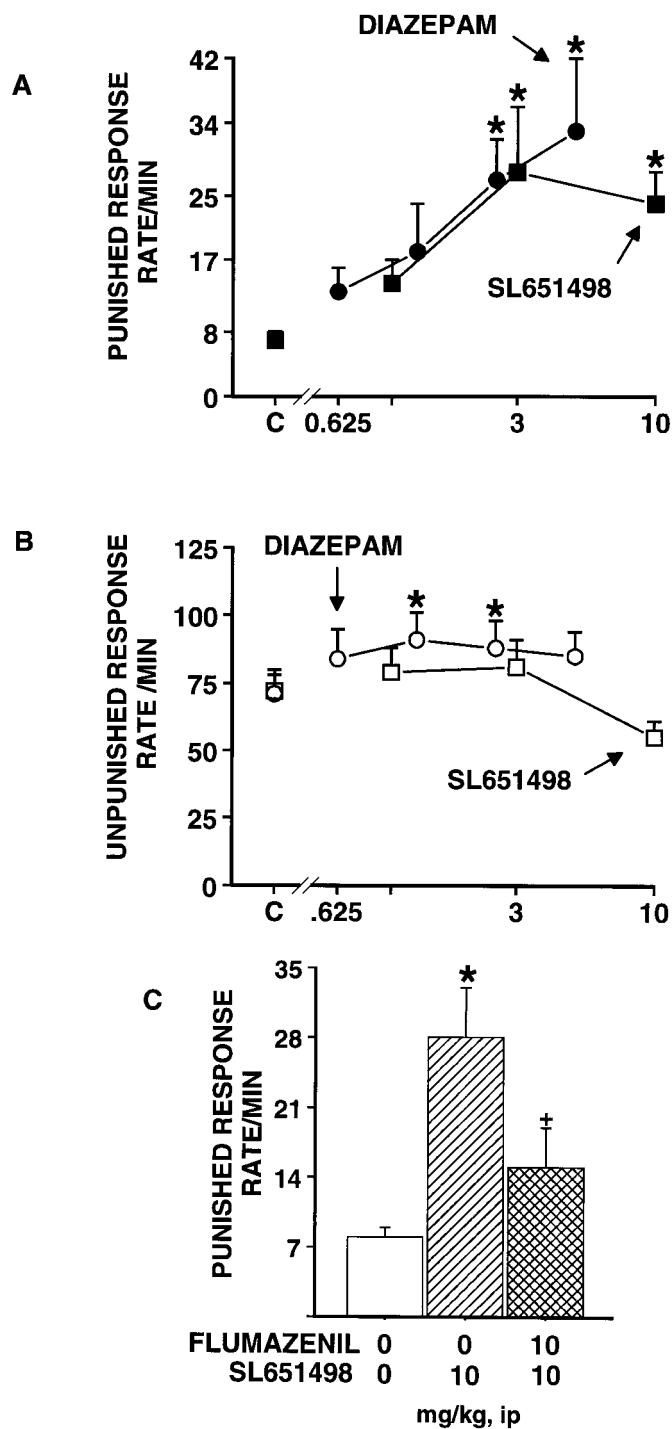 A
DIAZEPAM
PUNISHED RESPONSE
RATE/MIN
42
34
25
17
8
0
*
*
*
*
SL651498
C 0.625 3 10
B
DIAZEPAM
UNPUNISHED RESPONSE
RATE /MIN
125
100
75
50
25
0
*
*
SL651498
C .625 3 10
C
PUNISHED RESPONSE
RATE/MIN
35
28
21
14
7
*
+
FLUMAZENIL 0 0 10
SL651498 0 10 10
mg/kg, ip